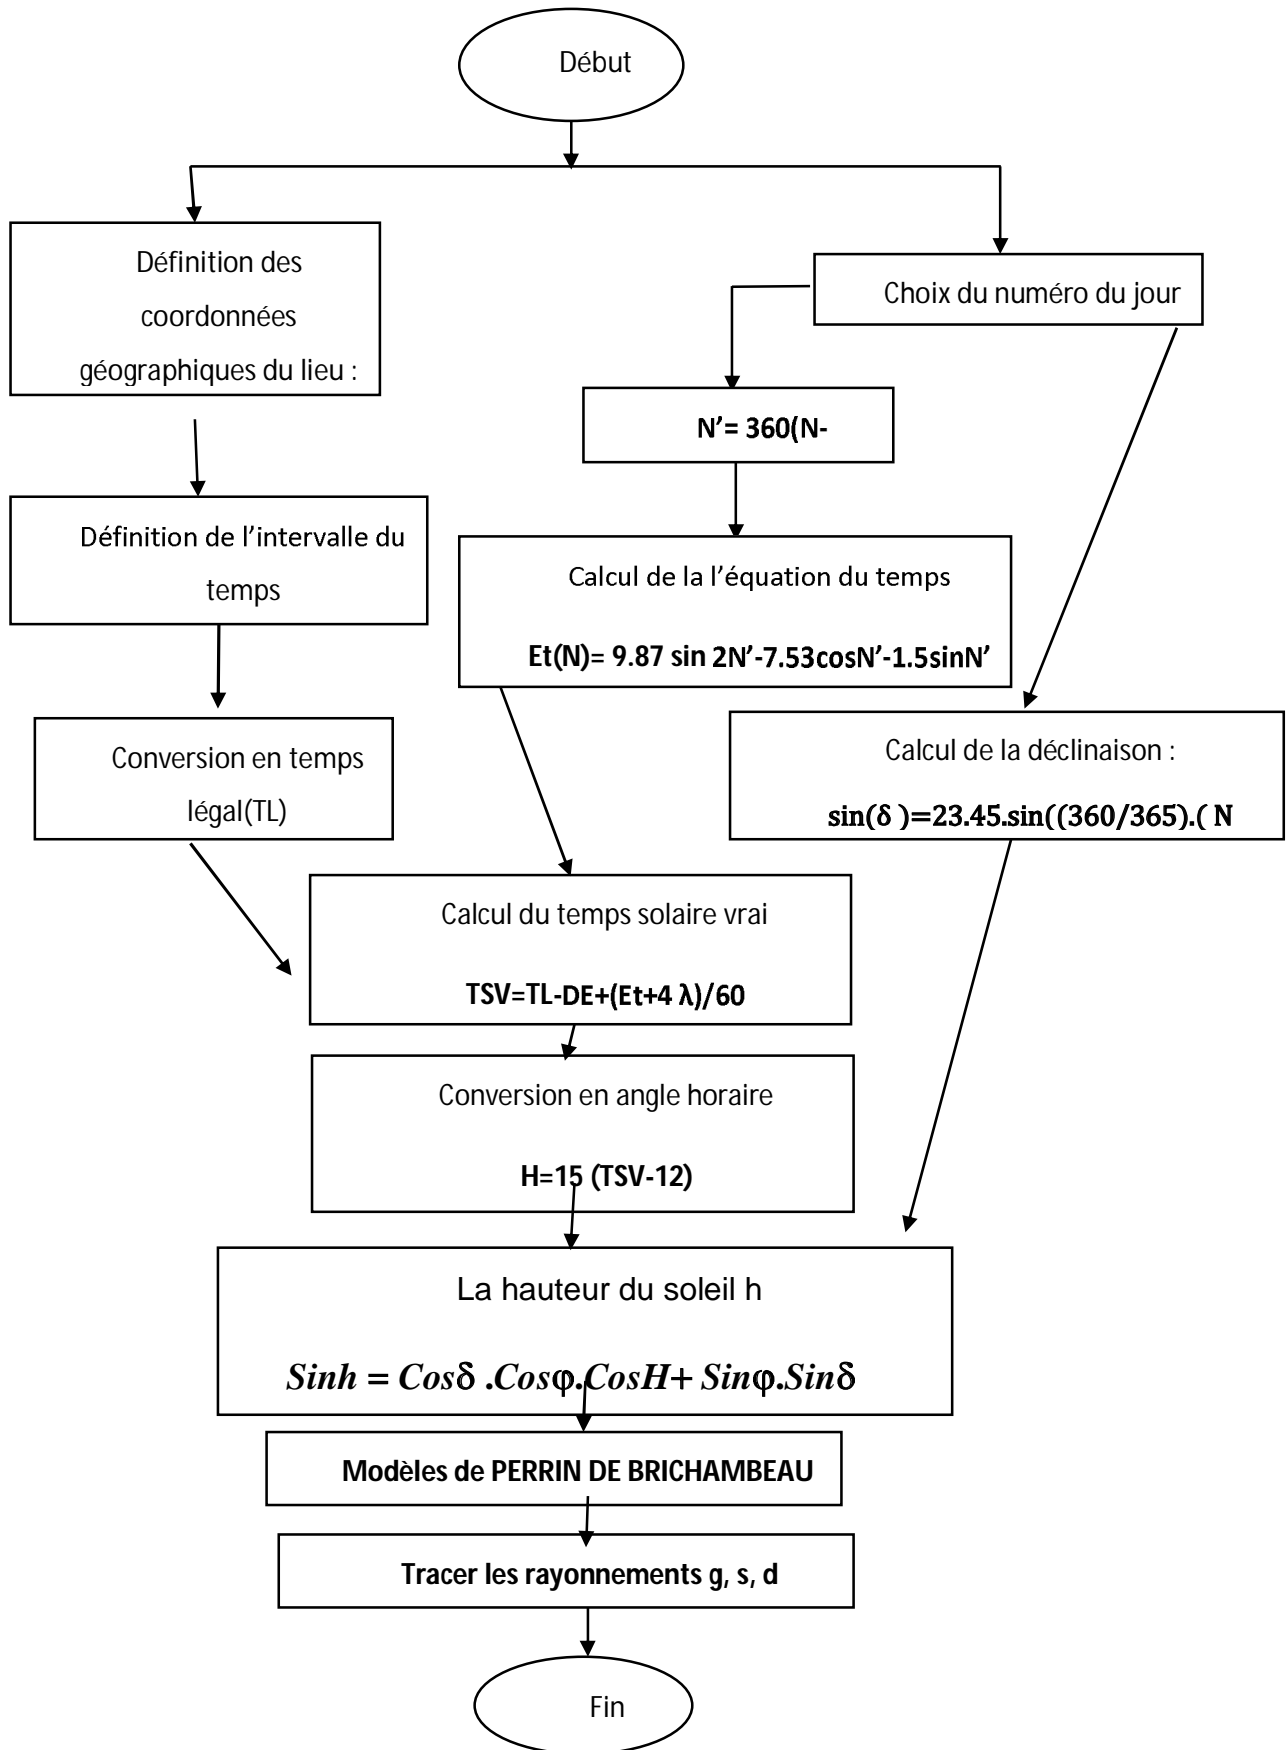 Début
Définition des
coordonnées
géographiques du lieu :
Choix du numéro du jour
N’= 360(N-
Définition de l’intervalle du
temps
Calcul de la l’équation du temps
Et(N)= 9.87 sin 2N’-7.53cosN’-1.5sinN’
Conversion en temps
légal(TL)
Calcul de la déclinaison :
sin(δ )=23.45.sin((360/365).( N
Calcul du temps solaire vrai
TSV=TL-DE+(Et+4 λ)/60
Conversion en angle horaire
H=15 (TSV-12)
La hauteur du soleil h
Sinh = Cosδ .Cosφ.CosH+ Sinφ.Sinδ
Modèles de PERRIN DE BRICHAMBEAU
Tracer les rayonnements g, s, d
Fin